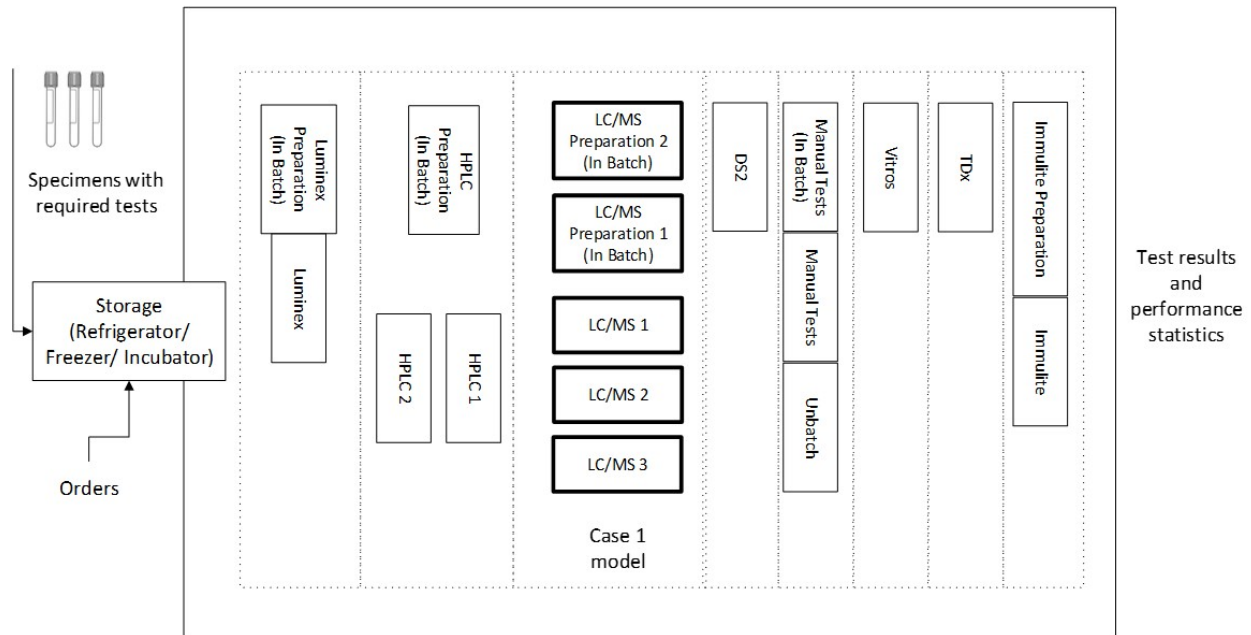 Specimens with
required tests
Storage
(Refrigerator/
Freezer/ Incubator)
Orders
Luminex
Preparation
(In Batch)
Luminex
HPLC
Preparation
(In Batch)
HPLC 2
HPLC 1
LC/MS
Preparation 2
(In Batch)
LC/MS
Preparation 1
(In Batch)
LC/MS 1
LC/MS 2
LC/MS 3
Case 1
model
DS2
Manual Tests
(In Batch)
Manual Tests
Unbatch
Vitros
TDx
Immulite Preparation
Immulite
Test results
and
performance
statistics